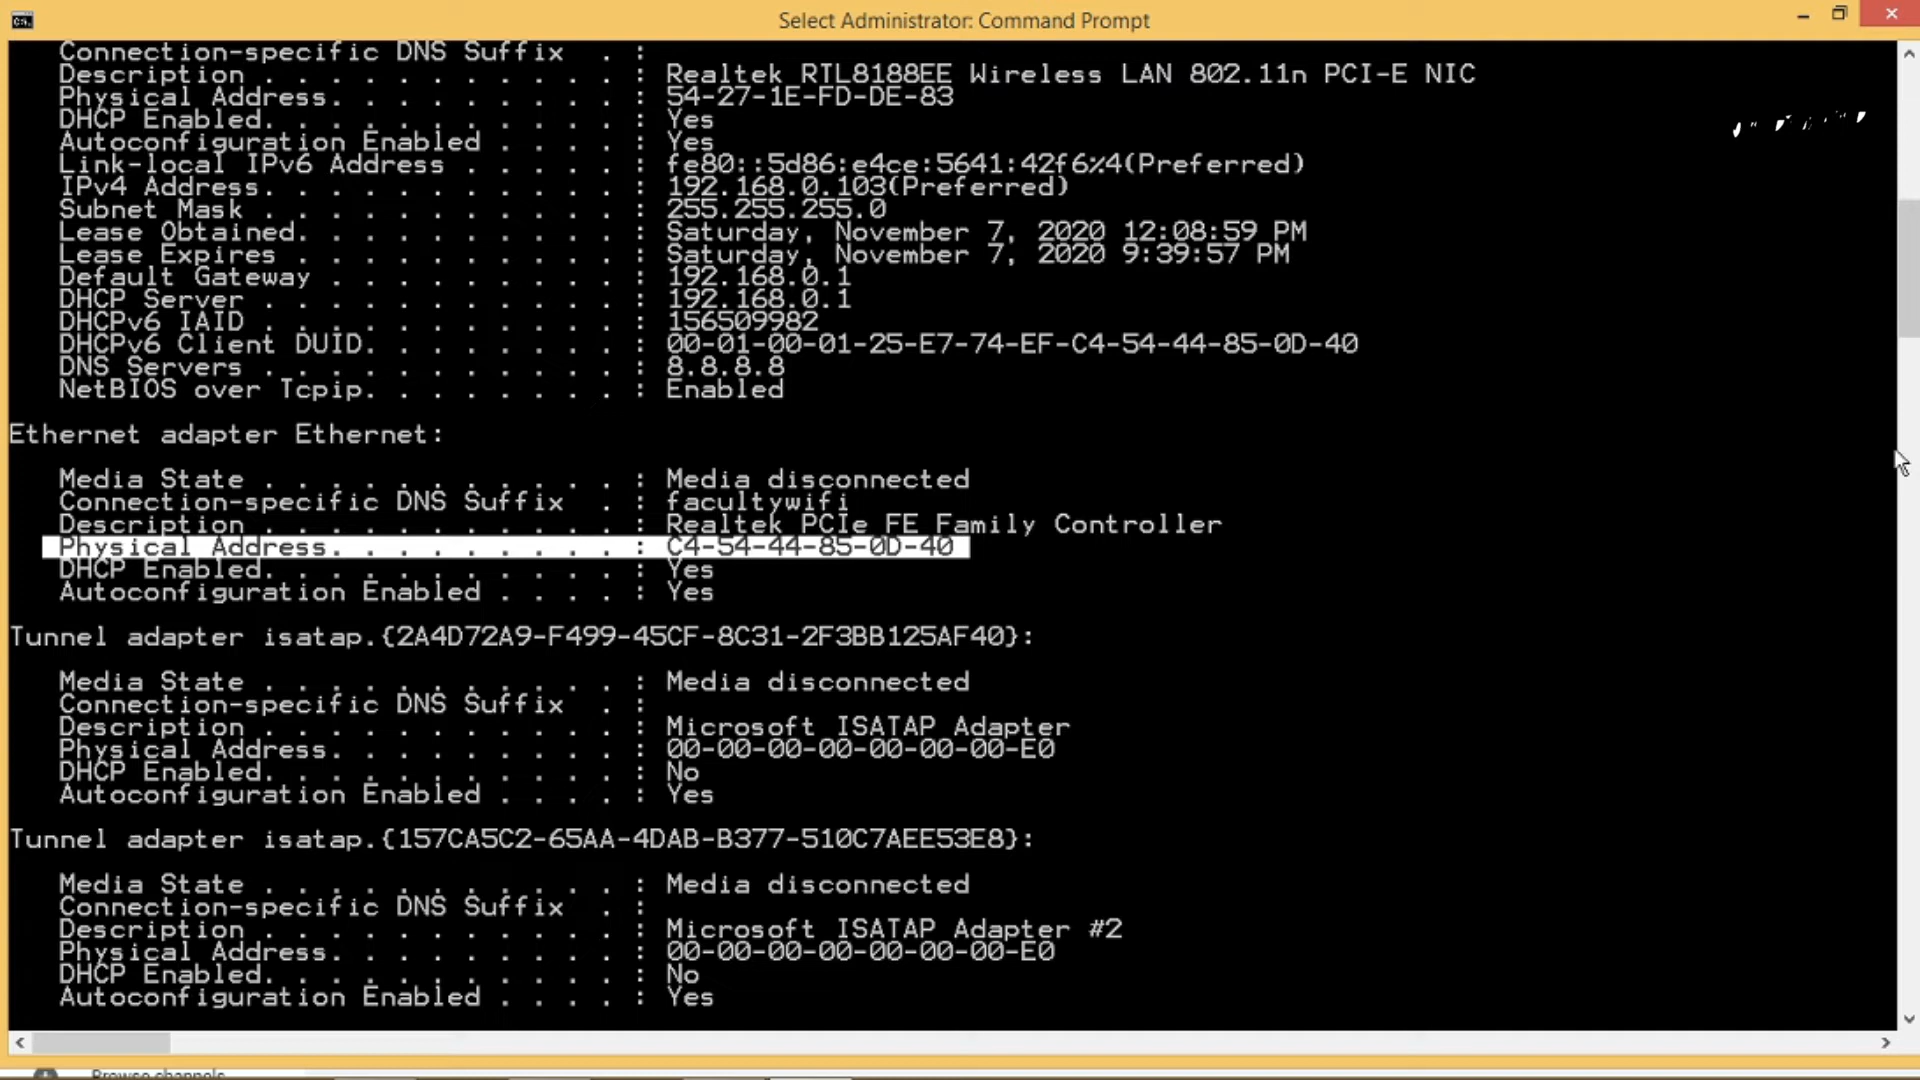 Select Administrator: Command Prompt
Connection-specific DNS Suffix  . :
Description . . . . . . . . . . . : Realtek RTL8188EE Wireless LAN 802.11n PCI-E NIC
Physical Address. . . . . . . . . : 54-27-1E-FD-DE-83
DHCP Enabled. . . . . . . . . . . : Yes
Autoconfiguration Enabled . . . . : Yes
Link-local IPv6 Address . . . . . : fe80::5d86:e4ce:5641:42f6%4(Preferred)
IPv4 Address. . . . . . . . . . . : 192.168.0.103(Preferred)
Subnet Mask . . . . . . . . . . . : 255.255.255.0
Lease Obtained. . . . . . . . . . : Saturday, November 7, 2020 12:08:59 PM
Lease Expires . . . . . . . . . . : Saturday, November 7, 2020 9:39:57 PM
Default Gateway . . . . . . . . . : 192.168.0.1
DHCP Server . . . . . . . . . . . : 192.168.0.1
DHCPv6 IAID . . . . . . . . . . . : 156509982
DHCPv6 Client DUID. . . . . . . . : 00-01-00-01-25-E7-74-EF-C4-54-44-85-0D-40
DNS Servers . . . . . . . . . . . : 8.8.8.8
NetBIOS over Tcpip. . . . . . . . : Enabled
Ethernet adapter Ethernet:
Media State . . . . . . . . . . . : Media disconnected
Connection-specific DNS Suffix  . : facultywifi
Description . . . . . . . . . . . : Realtek PCIe FE Family Controller
Physical Address. . . . . . . . . : C4-54-44-85-0D-40
DHCP Enabled. . . . . . . . . . . : Yes
Autoconfiguration Enabled . . . . : Yes
Tunnel adapter isatap.{2A4D72A9-F499-45CF-8C31-2F3BB125AF40}:
Media State . . . . . . . . . . . : Media disconnected
Connection-specific DNS Suffix  . :
Description . . . . . . . . . . . : Microsoft ISATAP Adapter
Physical Address. . . . . . . . . : 00-00-00-00-00-00-00-E0
DHCP Enabled. . . . . . . . . . . : No
Autoconfiguration Enabled . . . . : Yes
Tunnel adapter isatap.{157CA5C2-65AA-4DAB-B377-510C7AEE53E8}:
Media State . . . . . . . . . . . : Media disconnected
Connection-specific DNS Suffix  . :
Description . . . . . . . . . . . : Microsoft ISATAP Adapter #2
Physical Address. . . . . . . . . : 00-00-00-00-00-00-00-E0
DHCP Enabled. . . . . . . . . . . : No
Autoconfiguration Enabled . . . . : Yes
Browse channels